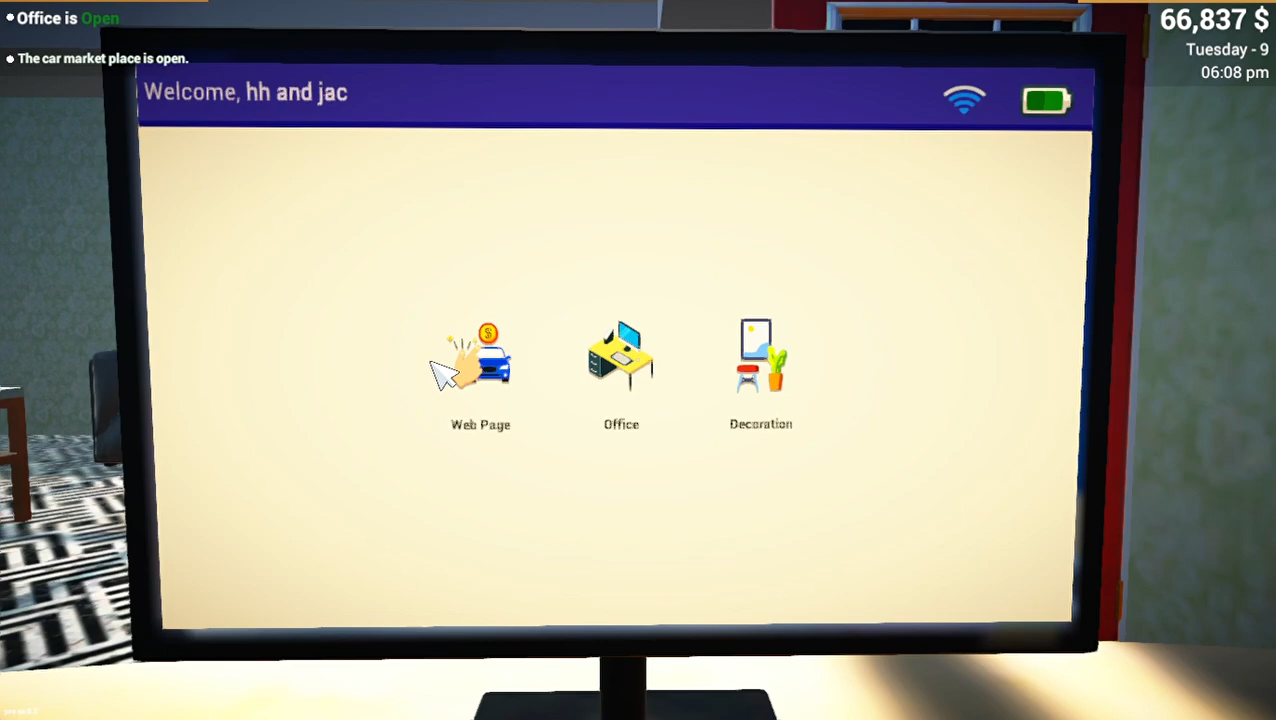 Office is Open
66,837 $
The car market place is open.
Tuesday - 9
06:08 pm
Welcome, hh and jac
Web Page
Office
Decoration